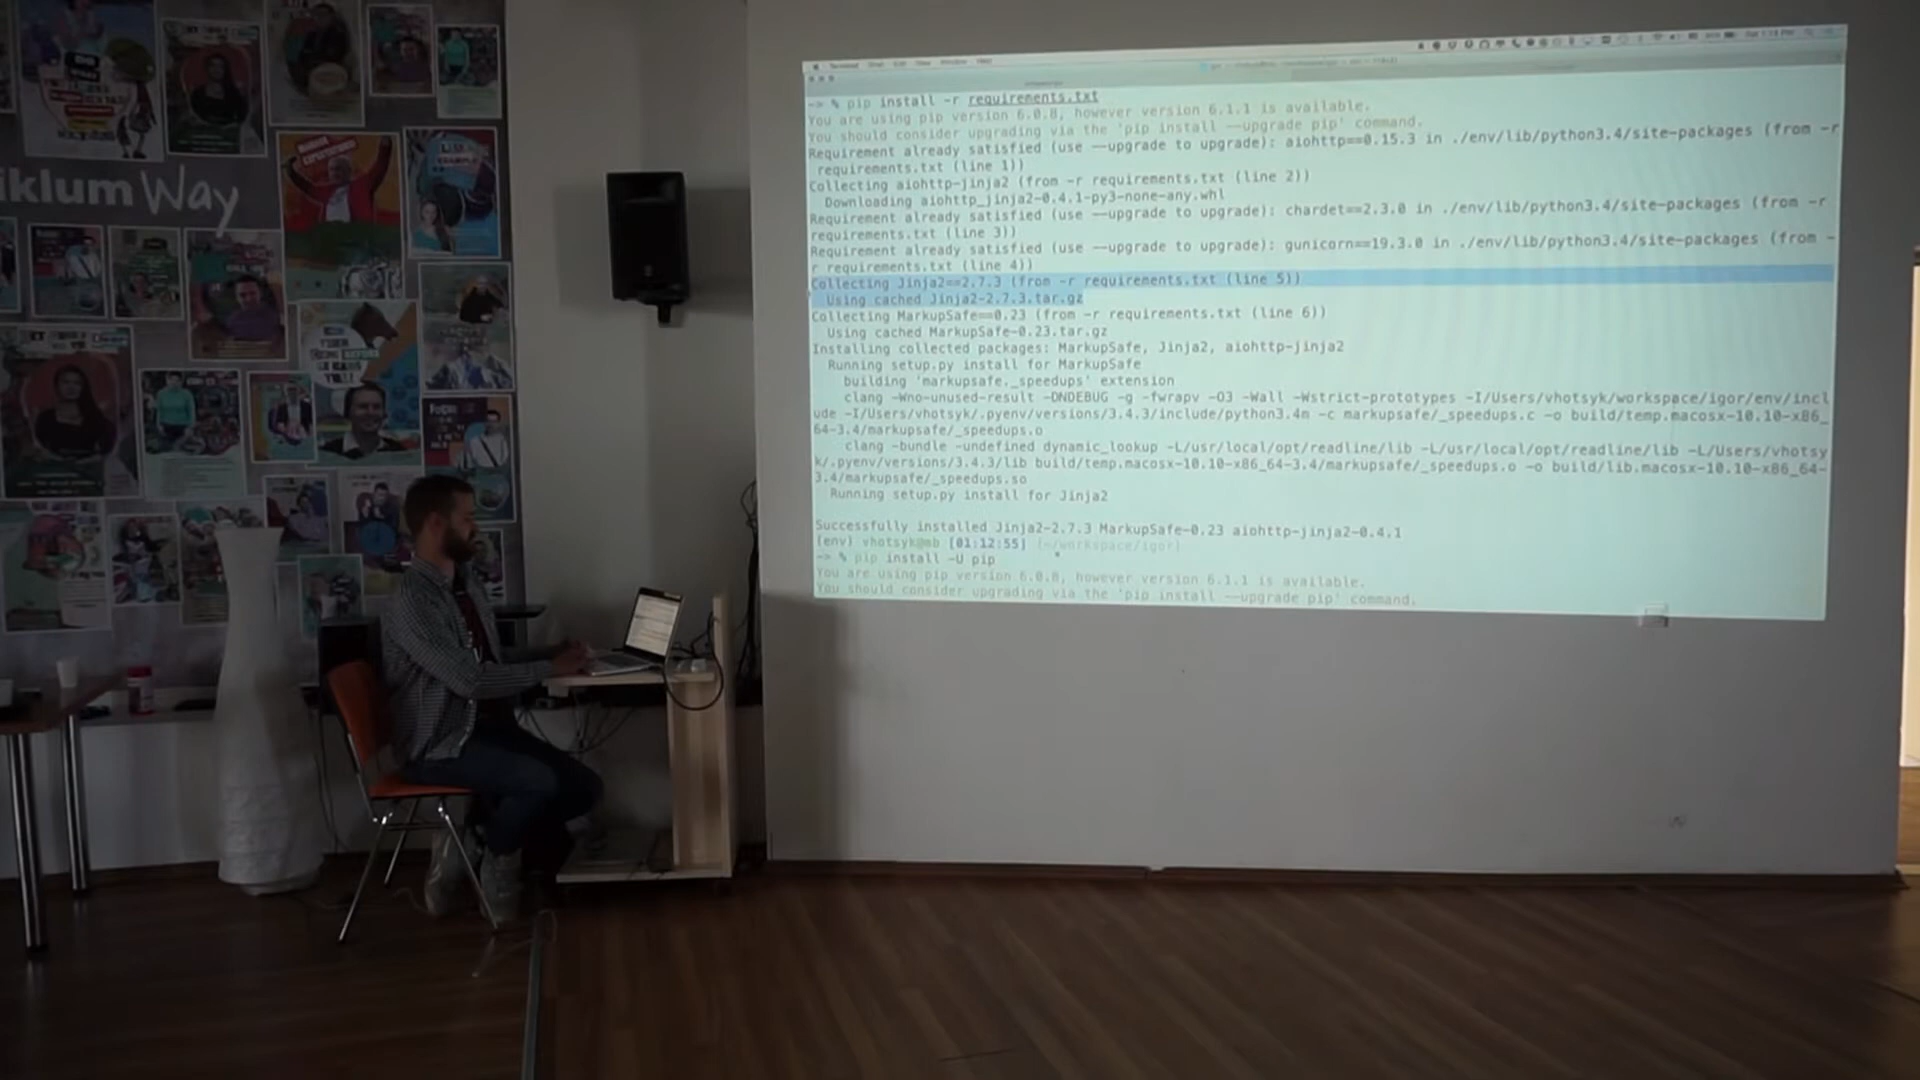 iklum Way
-> % pip install -r requirements.txt
You are using pip version 6.0.8, however version 6.1.1 is available.
You should consider upgrading via the 'pip install --upgrade pip' command.
Requirement already satisfied (use --upgrade to upgrade): aiohttp==0.15.3 in ./env/lib/python3.4/site-packages (from -r
requirements.txt (line 1))
Collecting aiohttp-jinja2 (from -r requirements.txt (line 2))
Downloading aiohttp_jinja2-0.4.1-py3-none-any.whl
Requirement already satisfied (use --upgrade to upgrade): chardet==2.3.0 in ./env/lib/python3.4/site-packages (from -r
requirements.txt (line 3))
Requirement already satisfied (use --upgrade to upgrade): gunicorn==19.3.0 in ./env/lib/python3.4/site-packages (from -
r requirements.txt (line 4))
Collecting Jinja2==2.7.3 (from -r requirements.txt (line 5))
Using cached Jinja2-2.7.3.tar.gz
Collecting MarkupSafe==0.23 (from -r requirements.txt (line 6))
Using cached MarkupSafe-0.23.tar.gz
Installing collected packages: MarkupSafe, Jinja2, aiohttp-jinja2
Running setup.py install for MarkupSafe
building 'markupsafe._speedups' extension
clang -Wno-unused-result -DNDEBUG -g -fwrapv -O3 -Wall -Wstrict-prototypes -I/Users/vhotsyk/workspace/igor/env/incl
ude -I/Users/vhotsyk/.pyenv/versions/3.4.3/include/python3.4m -c markupsafe/_speedups.c -o build/temp.macosx-10.10-x86_
64-3.4/markupsafe/_speedups.o
clang -bundle -undefined dynamic_lookup -L/usr/local/opt/readline/lib -L/usr/local/opt/readline/lib -L/Users/vhotsy
k/.pyenv/versions/3.4.3/lib build/temp.macosx-10.10-x86_64-3.4/markupsafe/_speedups.o -o build/lib.macosx-10.10-x86_64-
3.4/markupsafe/_speedups.so
Running setup.py install for Jinja2
Successfully installed Jinja2-2.7.3 MarkupSafe-0.23 aiohttp-jinja2-0.4.1
(env) vhotsyk@mb [01:12:55] [~/workspace/igor]
-> % pip install -U pip
You are using pip version 6.0.8, however version 6.1.1 is available.
You should consider upgrading via the 'pip install --upgrade pip' command.